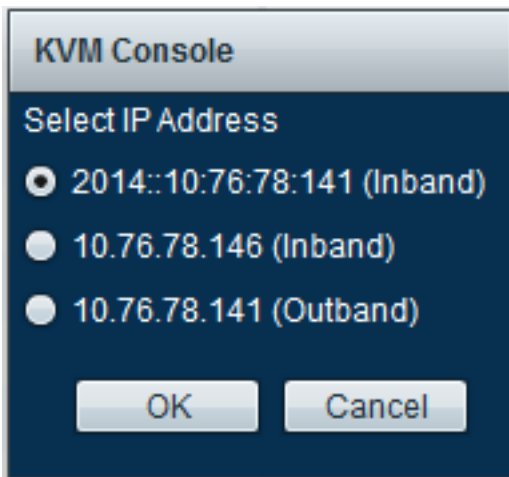 KVM Console
Select IP Address
2014::10:76:78:141 (Inband)
10.76.78.146 (Inband)
10.76.78.141 (Outband)
OK Cancel